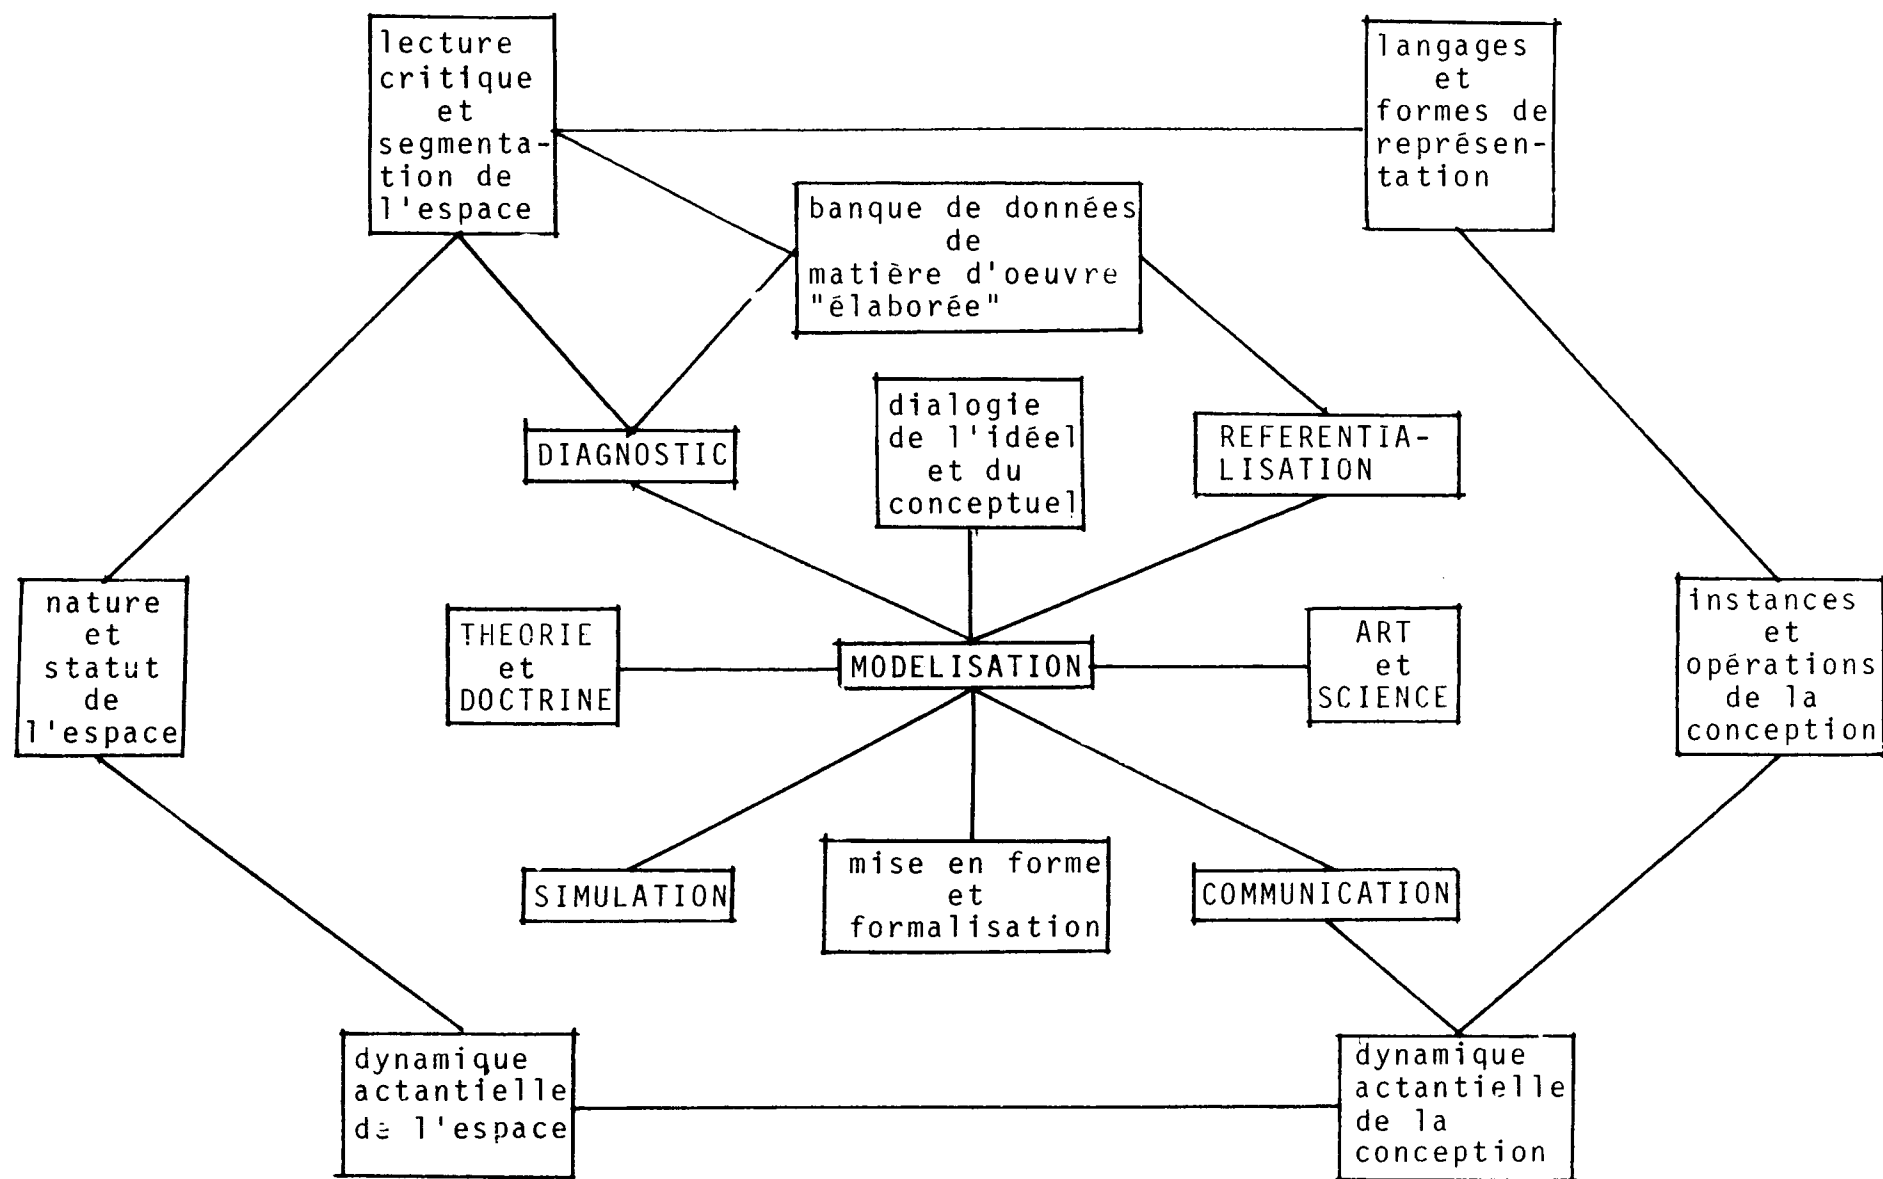 lecture
critique
et
segmenta-
tion de
l'espace
langages
et
formes de
représen-
tation
banque de données
de
matière d'oeuvre
"élaborée"
dialogie
de l'idéel
et du
conceptuel
DIAGNOSTIC
REFERENTIA-
LISATION
nature
et
statut
de
l'espace
THEORIE
et
DOCTRINE
MODELISATION
ART
et
SCIENCE
instances
et
opérations
de la
conception
SIMULATION
mise en forme
et
formalisation
COMMUNICATION
dynamique
actantielle
de l'espace
dynamique
actantielle
de la
conception